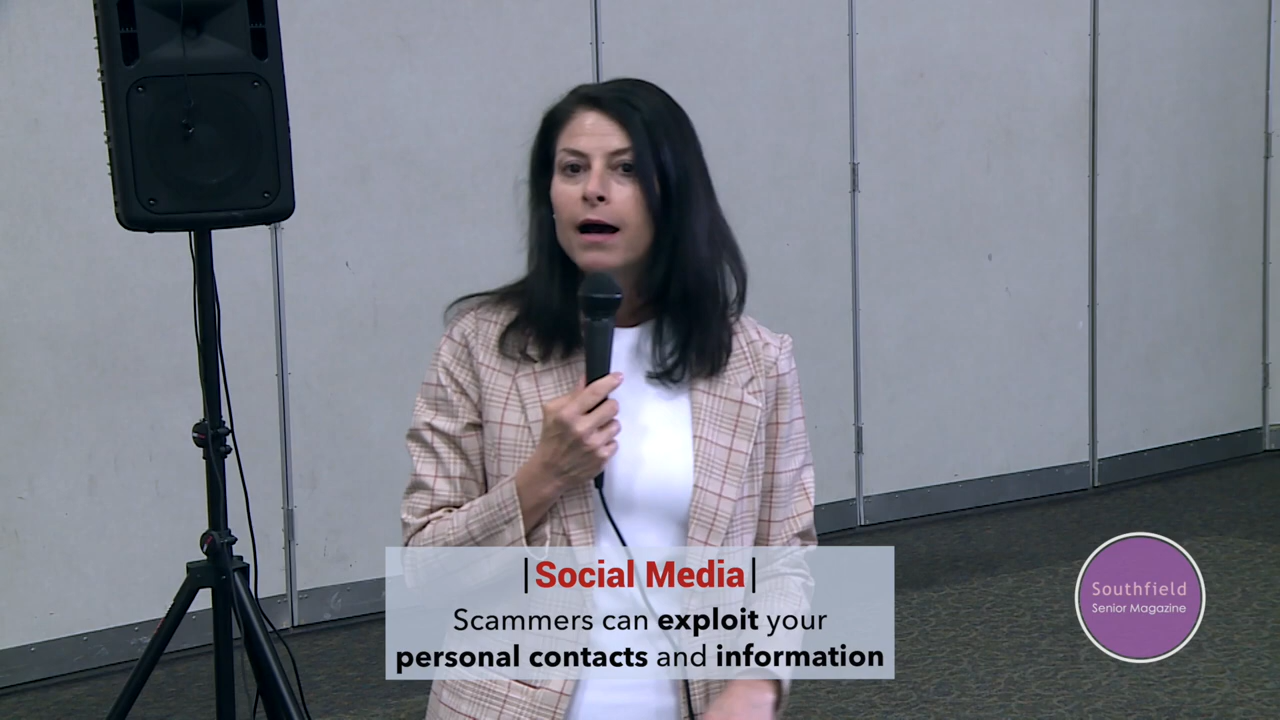 |Social Media|
Scammers can exploit your
personal contacts and information
Southfield
Senior Magazine